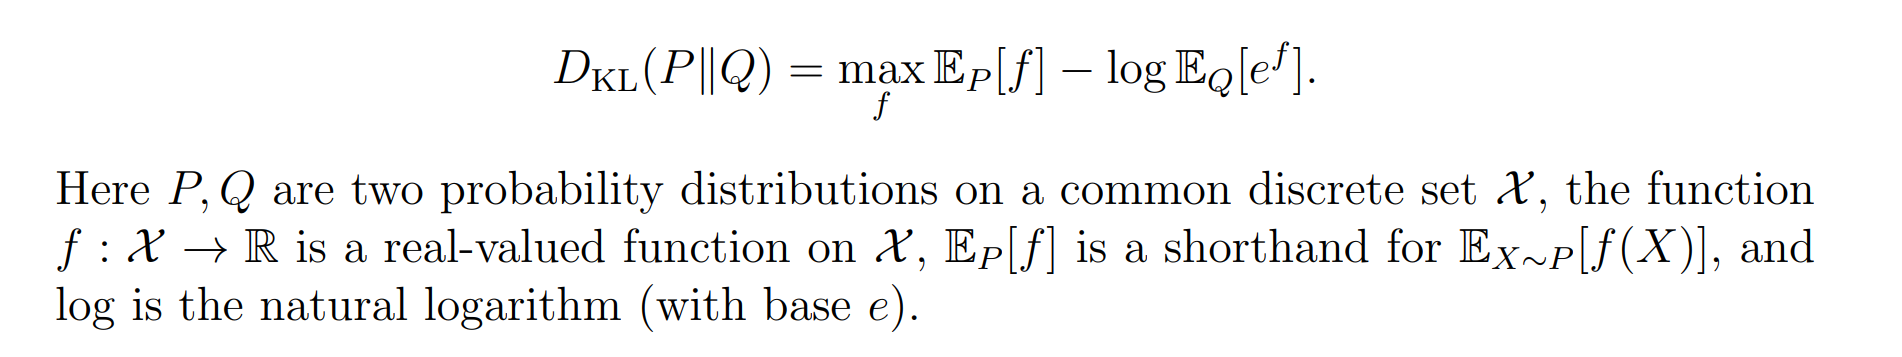 D_KL(P‖Q) = max_f 𝔼_P[f] − log 𝔼_Q[e^f].
Here P, Q are two probability distributions on a common discrete set 𝒳, the function
f : 𝒳 → ℝ is a real-valued function on 𝒳, 𝔼_P[f] is a shorthand for 𝔼_{X∼P}[f(X)], and
log is the natural logarithm (with base e).